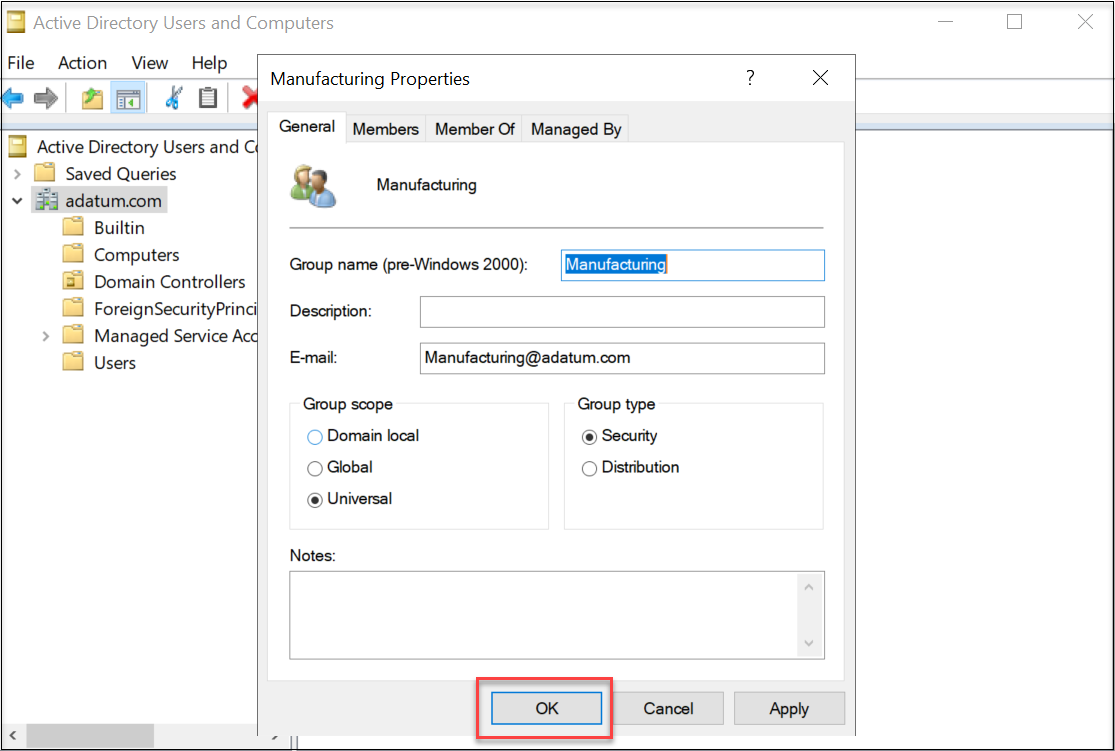 Active Directory Users and Computers
File Action View Help
Active Directory Users and Co
Saved Queries
adatum.com
Builtin
Computers
Domain Controllers
ForeignSecurityPrinci
Managed Service Acc
Users
Manufacturing Properties
?
General Members Member Of Managed By
Manufacturing
Group name (pre-Windows 2000): Manufacturing
Description:
E-mail: Manufacturing@adatum.com
Group scope
Domain local
Global
Universal
Group type
Security
Distribution
Notes:
OK Cancel Apply